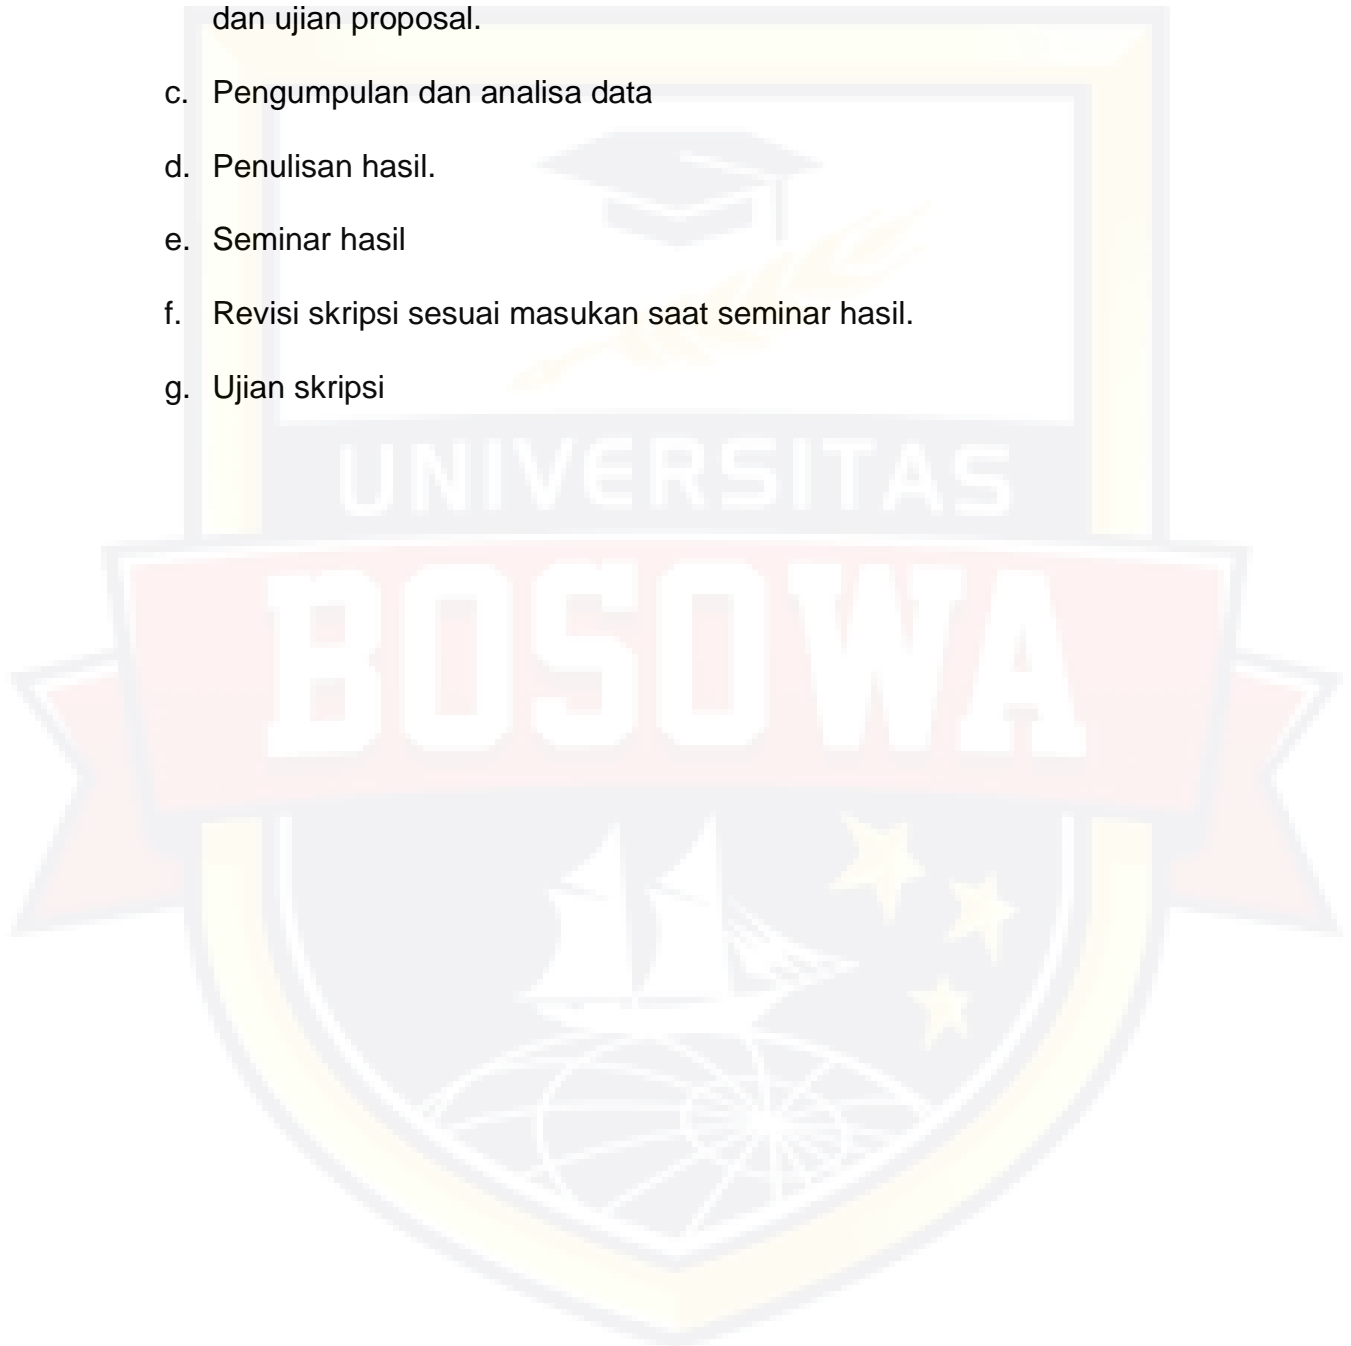 dan ujian proposal.
c. Pengumpulan dan analisa data
d. Penulisan hasil.
e. Seminar hasil
f. Revisi skripsi sesuai masukan saat seminar hasil.
g. Ujian skripsi
UNIVERSITAS
BOSOWA